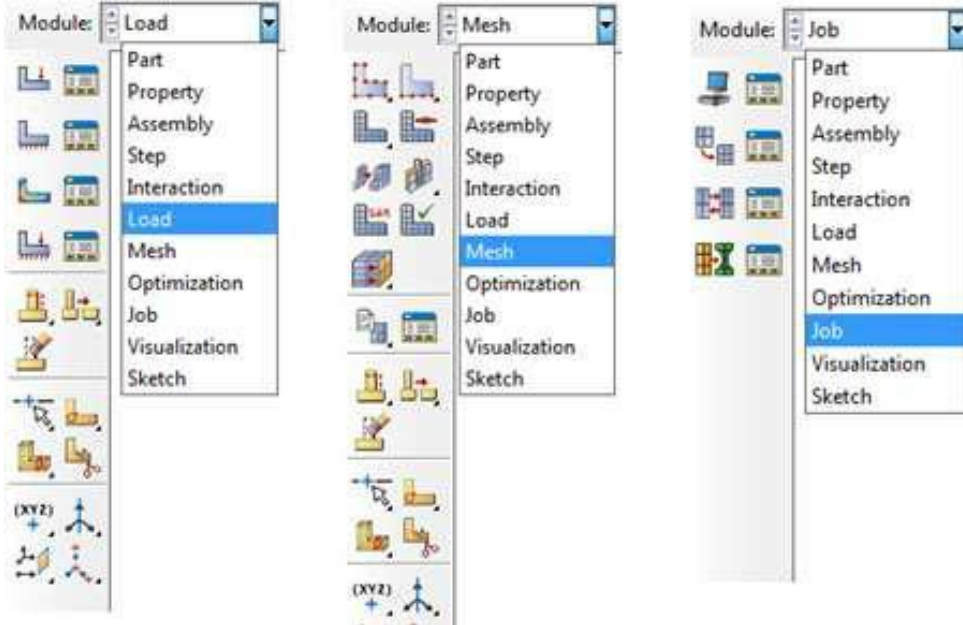 Module: Load
Part
Property
Assembly
Step
Interaction
Load
Mesh
Optimization
Job
Visualization
Sketch
(XYZ)
Module: Mesh
Part
Property
Assembly
Step
Interaction
Load
Mesh
Optimization
Job
Visualization
Sketch
(XYZ)
Module: Job
Part
Property
Assembly
Step
Interaction
Load
Mesh
Optimization
Job
Visualization
Sketch